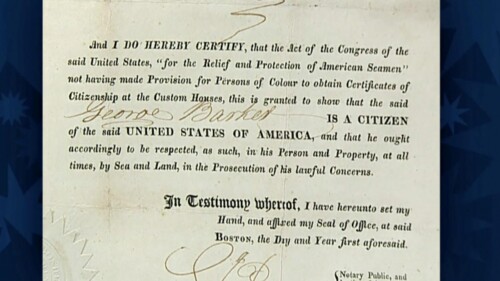 And I DO HEREBY CERTIFY, that the Act of the Congress of the
said United States, "for the Relief and Protection of American Seamen"
not having made Provision for Persons of Colour to obtain Certificates
of Citizenship at the Custom Houses, this is granted to show that the said
George Barker IS A CITIZEN
of the said UNITED STATES OF AMERICA, and that he ought
accordingly to be respected, as such, in his Person and Property, at all
times, by Sea and Land, in the Prosecution of his lawful Concerns.
In Testimony whereof, I have hereunto set my
Hand, and affixed my Seal of Office, at said
BOSTON, the Day and Year first aforesaid.
Notary Public, and